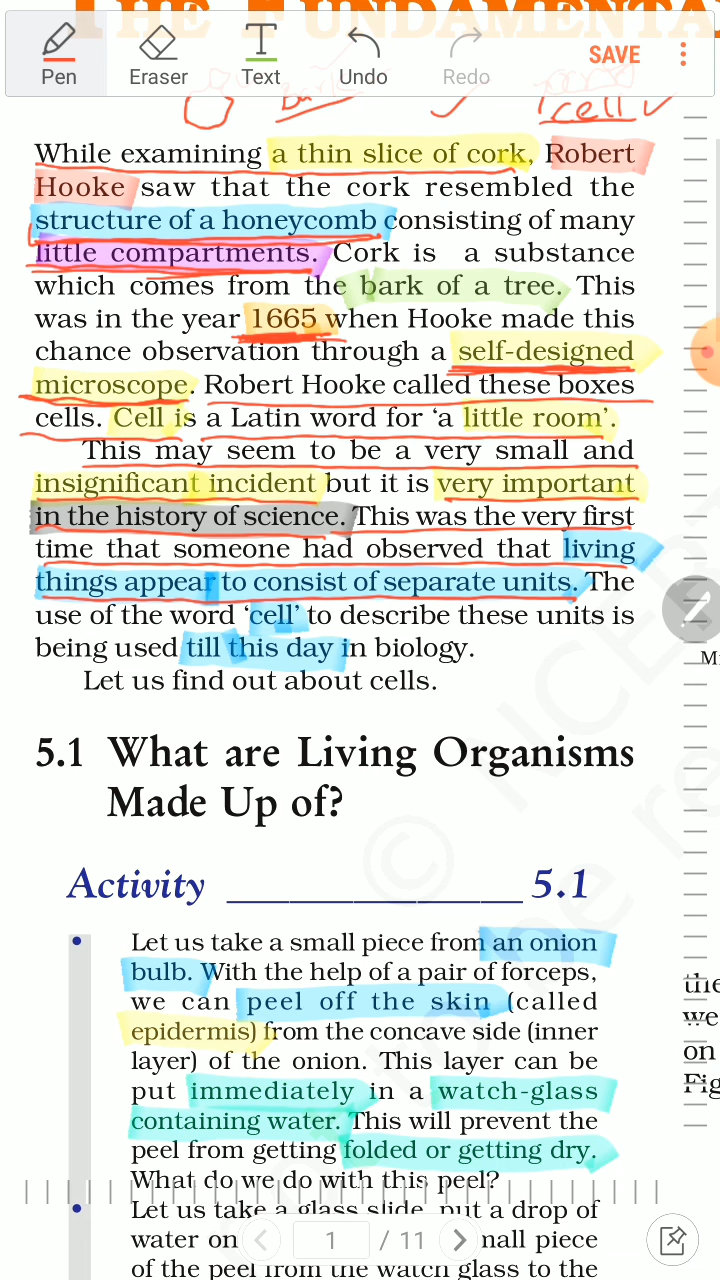 THE FUNDAMENTA
Pen Eraser Text Undo Redo SAVE
cell
While examining a thin slice of cork, Robert
Hooke saw that the cork resembled the
structure of a honeycomb consisting of many
little compartments. Cork is a substance
which comes from the bark of a tree. This
was in the year 1665 when Hooke made this
chance observation through a self-designed
microscope. Robert Hooke called these boxes
cells. Cell is a Latin word for ‘a little room’.
This may seem to be a very small and
insignificant incident but it is very important
in the history of science. This was the very first
time that someone had observed that living
things appear to consist of separate units. The
use of the word ‘cell’ to describe these units is
being used till this day in biology.
Let us find out about cells.
5.1 What are Living Organisms
Made Up of?
Activity 5.1
• Let us take a small piece from an onion
bulb. With the help of a pair of forceps,
we can peel off the skin (called
epidermis) from the concave side (inner
layer) of the onion. This layer can be
put immediately in a watch-glass
containing water. This will prevent the
peel from getting folded or getting dry.
What do we do with this peel?
• Let us take a glass slide, put a drop of
water on mall piece
of the peel from the watch glass to the
1 / 11
the
we
on
Fig
© NCERT